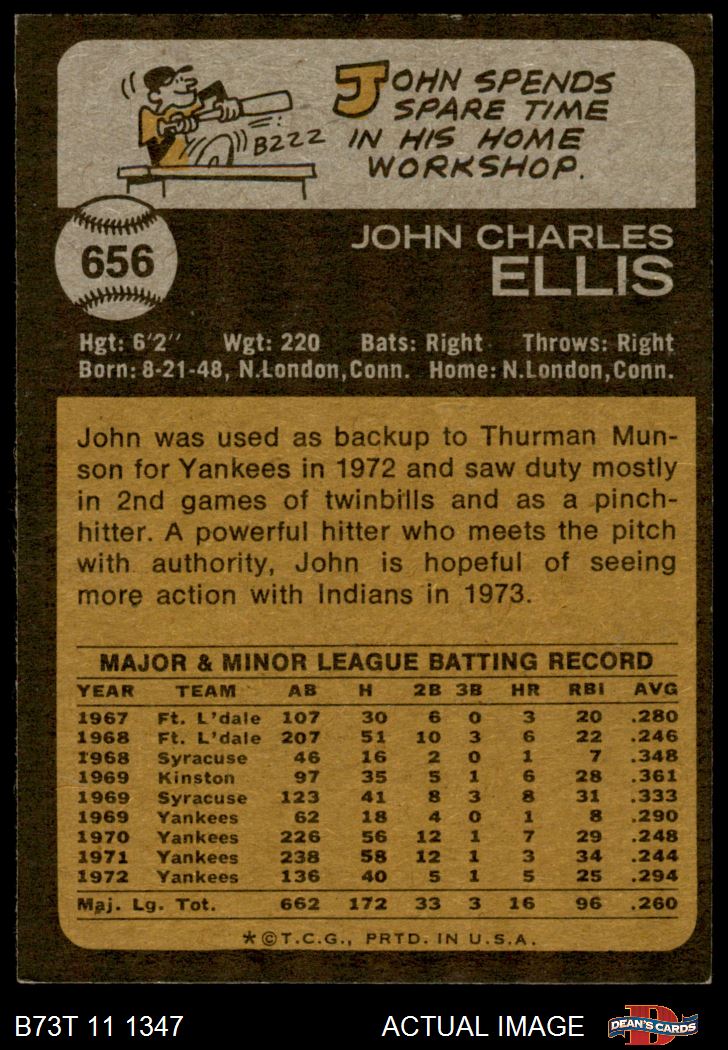 JOHN SPENDS
SPARE TIME
IN HIS HOME
WORKSHOP.
BZZZ
656
JOHN CHARLES
ELLIS
Hgt: 6'2" Wgt: 220 Bats: Right Throws: Right
Born: 8-21-48, N.London, Conn. Home: N.London, Conn.
John was used as backup to Thurman Mun-
son for Yankees in 1972 and saw duty mostly
in 2nd games of twinbills and as a pinch-
hitter. A powerful hitter who meets the pitch
with authority, John is hopeful of seeing
more action with Indians in 1973.
MAJOR & MINOR LEAGUE BATTING RECORD
YEAR TEAM AB H 2B 3B HR RBI AVG
1967 Ft. L'dale 107 30 6 0 3 20 .280
1968 Ft. L'dale 207 51 10 3 6 22 .246
1968 Syracuse 46 16 2 0 1 7 .348
1969 Kinston 97 35 5 1 6 28 .361
1969 Syracuse 123 41 8 3 8 31 .333
1969 Yankees 62 18 4 0 1 8 .290
1970 Yankees 226 56 12 1 7 29 .248
1971 Yankees 238 58 12 1 3 34 .244
1972 Yankees 136 40 5 1 5 25 .294
Maj. Lg. Tot. 662 172 33 3 16 96 .260
*©T.C.G., PRTD. IN U.S.A.
B73T 11 1347 ACTUAL IMAGE
DEAN'S CARDS